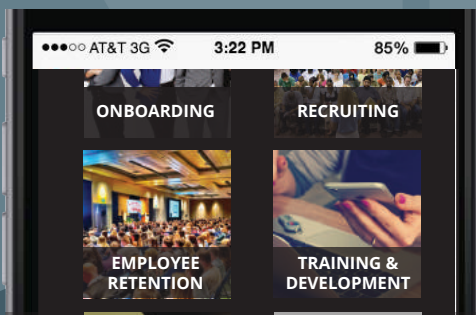 AT&T 3G 3:22 PM 85%
ONBOARDING RECRUITING
EMPLOYEE
RETENTION
TRAINING &
DEVELOPMENT